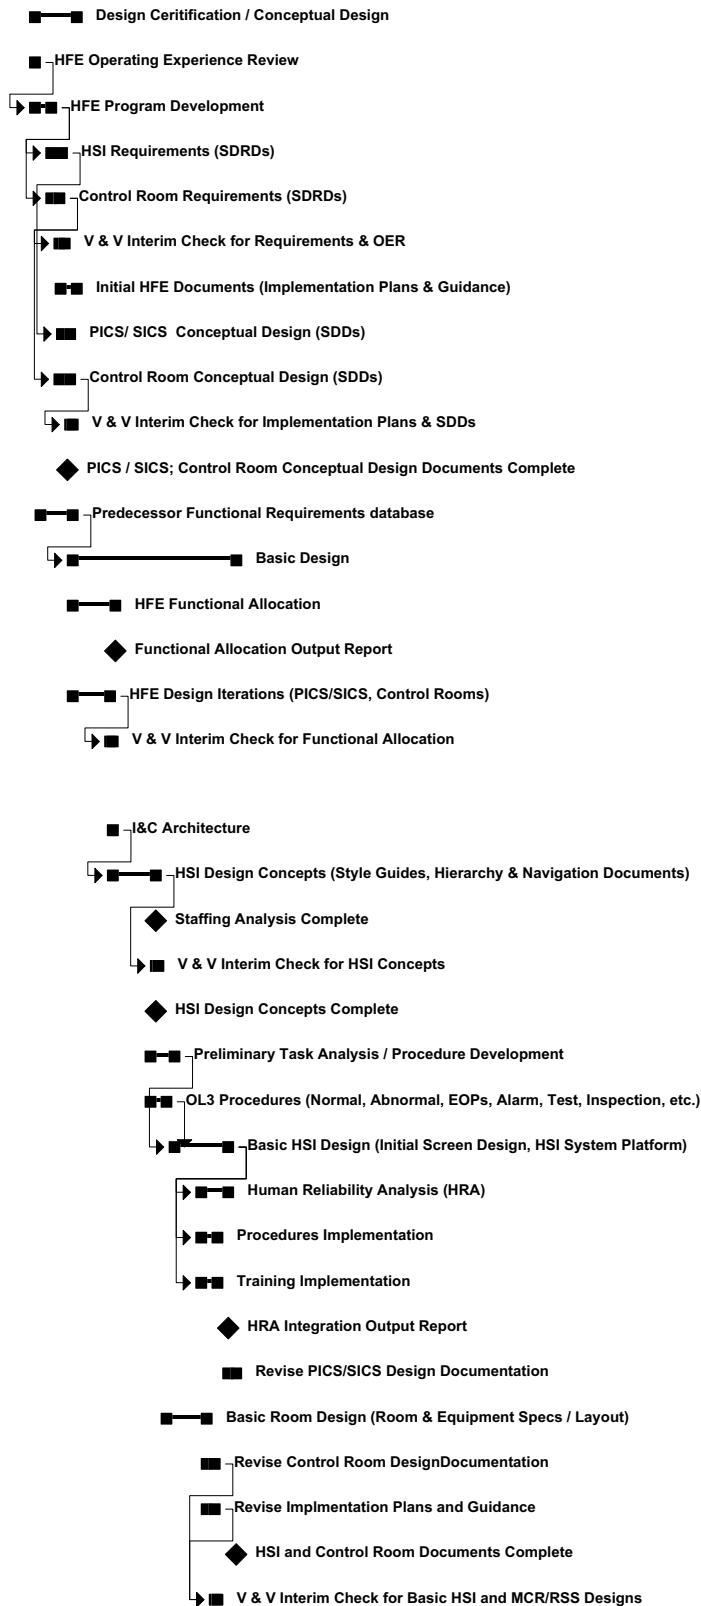 Design Ceritification / Conceptual Design
HFE Operating Experience Review
HFE Program Development
HSI Requirements (SDRDs)
Control Room Requirements (SDRDs)
V & V Interim Check for Requirements & OER
Initial HFE Documents (Implementation Plans & Guidance)
PICS/ SICS  Conceptual Design (SDDs)
Control Room Conceptual Design (SDDs)
V & V Interim Check for Implementation Plans & SDDs
PICS / SICS; Control Room Conceptual Design Documents Complete
Predecessor Functional Requirements database
Basic Design
HFE Functional Allocation
Functional Allocation Output Report
HFE Design Iterations (PICS/SICS, Control Rooms)
V & V Interim Check for Functional Allocation
I&C Architecture
HSI Design Concepts (Style Guides, Hierarchy & Navigation Documents)
Staffing Analysis Complete
V & V Interim Check for HSI Concepts
HSI Design Concepts Complete
Preliminary Task Analysis / Procedure Development
OL3 Procedures (Normal, Abnormal, EOPs, Alarm, Test, Inspection, etc.)
Basic HSI Design (Initial Screen Design, HSI System Platform)
Human Reliability Analysis (HRA)
Procedures Implementation
Training Implementation
HRA Integration Output Report
Revise PICS/SICS Design Documentation
Basic Room Design (Room & Equipment Specs / Layout)
Revise Control Room DesignDocumentation
Revise Implmentation Plans and Guidance
HSI and Control Room Documents Complete
V & V Interim Check for Basic HSI and MCR/RSS Designs